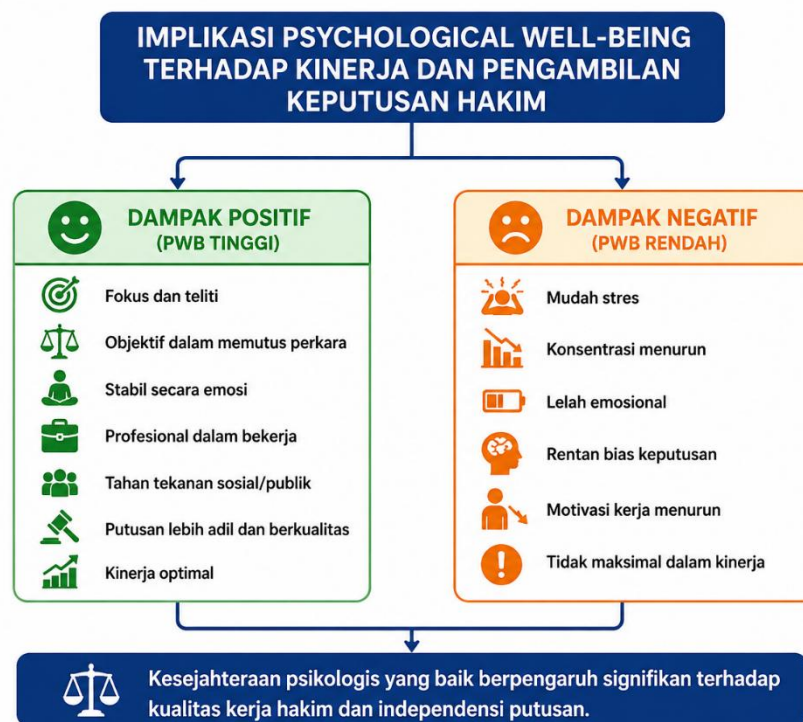 IMPLIKASI PSYCHOLOGICAL WELL-BEING
TERHADAP KINERJA DAN PENGAMBILAN
KEPUTUSAN HAKIM
DAMPAK POSITIF
(PWB TINGGI)
Fokus dan teliti
Objektif dalam memutus perkara
Stabil secara emosi
Profesional dalam bekerja
Tahan tekanan sosial/publik
Putusan lebih adil dan berkualitas
Kinerja optimal
DAMPAK NEGATIF
(PWB RENDAH)
Mudah stres
Konsentrasi menurun
Lelah emosional
Rentan bias keputusan
Motivasi kerja menurun
Tidak maksimal dalam kinerja
Kesejahteraan psikologis yang baik berpengaruh signifikan terhadap
kualitas kerja hakim dan independensi putusan.